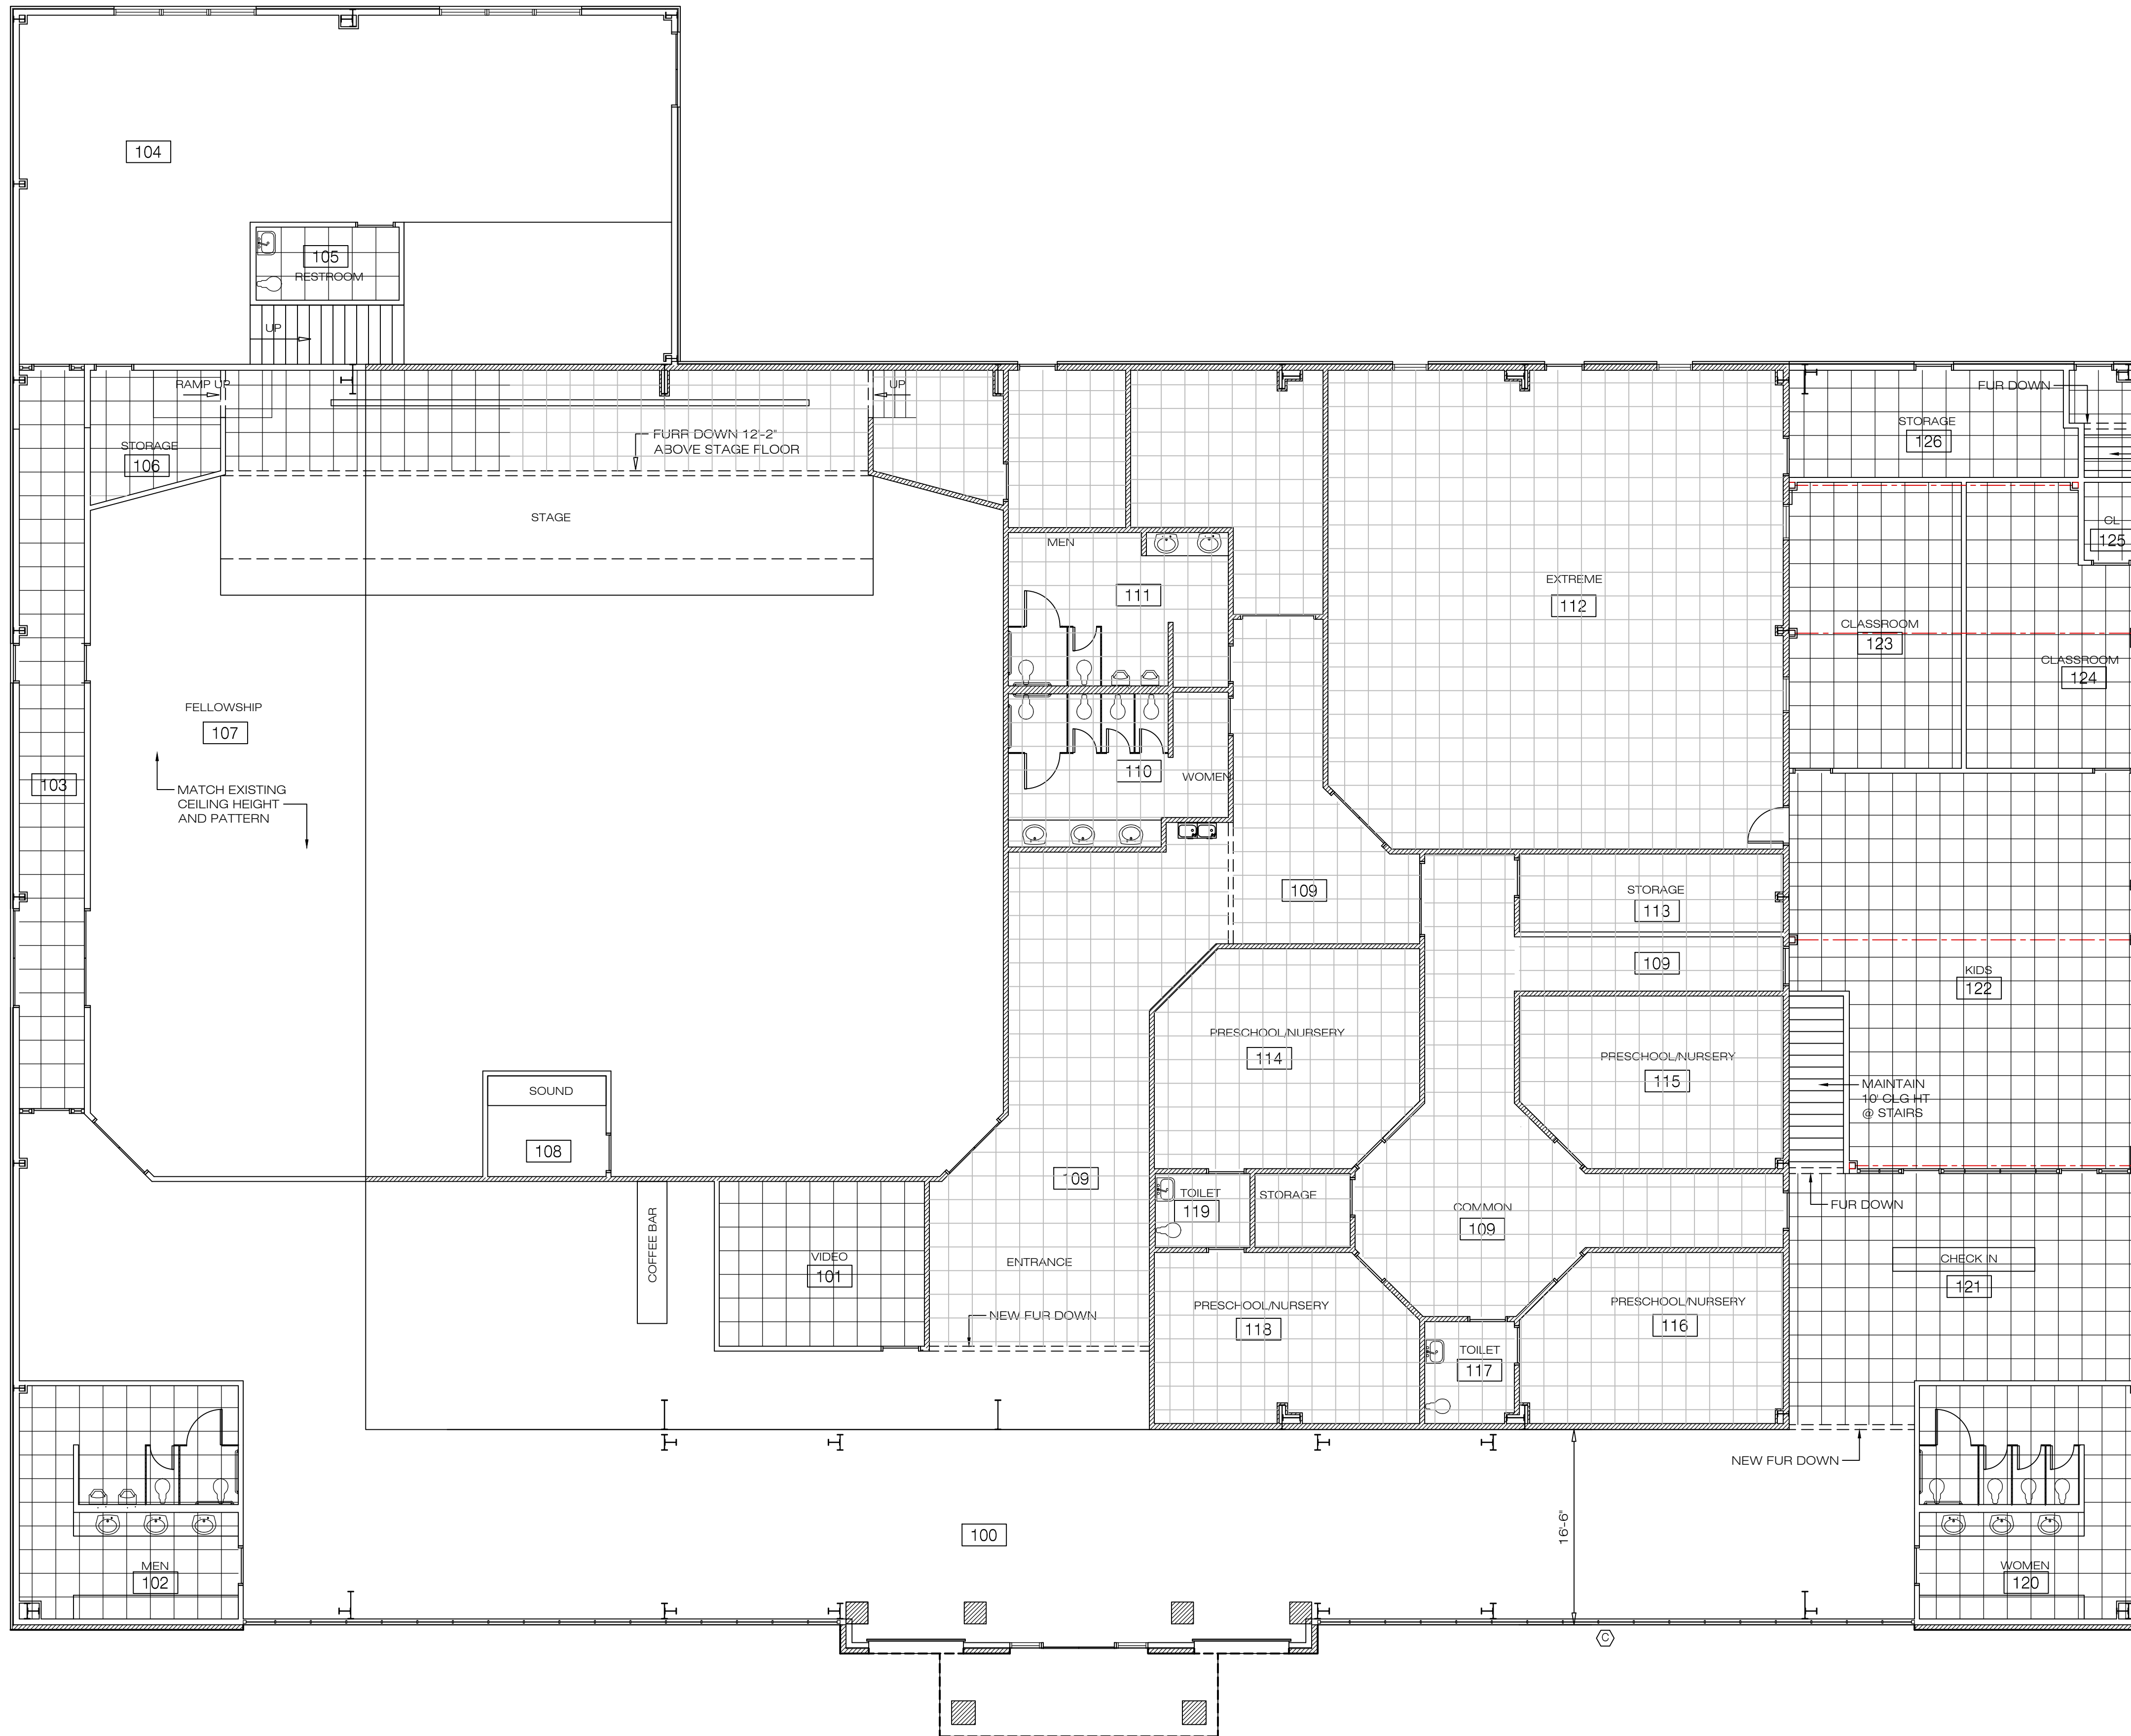 104
105
RESTROOM
UP
RAMP UP
UP
FURR DOWN 12'-2"
ABOVE STAGE FLOOR
STORAGE
106
STAGE
FUR DOWN
STORAGE
126
CL
125
MEN
111
EXTREME
112
CLASSROOM
123
CLASSROOM
124
FELLOWSHIP
107
110
WOMEN
103
MATCH EXISTING
CEILING HEIGHT
AND PATTERN
109
STORAGE
113
109
KIDS
122
PRESCHOOL/NURSERY
114
PRESCHOOL/NURSERY
115
MAINTAIN
10' CLG HT
@ STAIRS
SOUND
108
109
TOILET
119
STORAGE
COMMON
109
FUR DOWN
COFFEE BAR
VIDEO
101
ENTRANCE
CHECK IN
121
NEW FUR DOWN
PRESCHOOL/NURSERY
118
PRESCHOOL/NURSERY
116
TOILET
117
NEW FUR DOWN
16'-6"
100
MEN
102
WOMEN
120
C